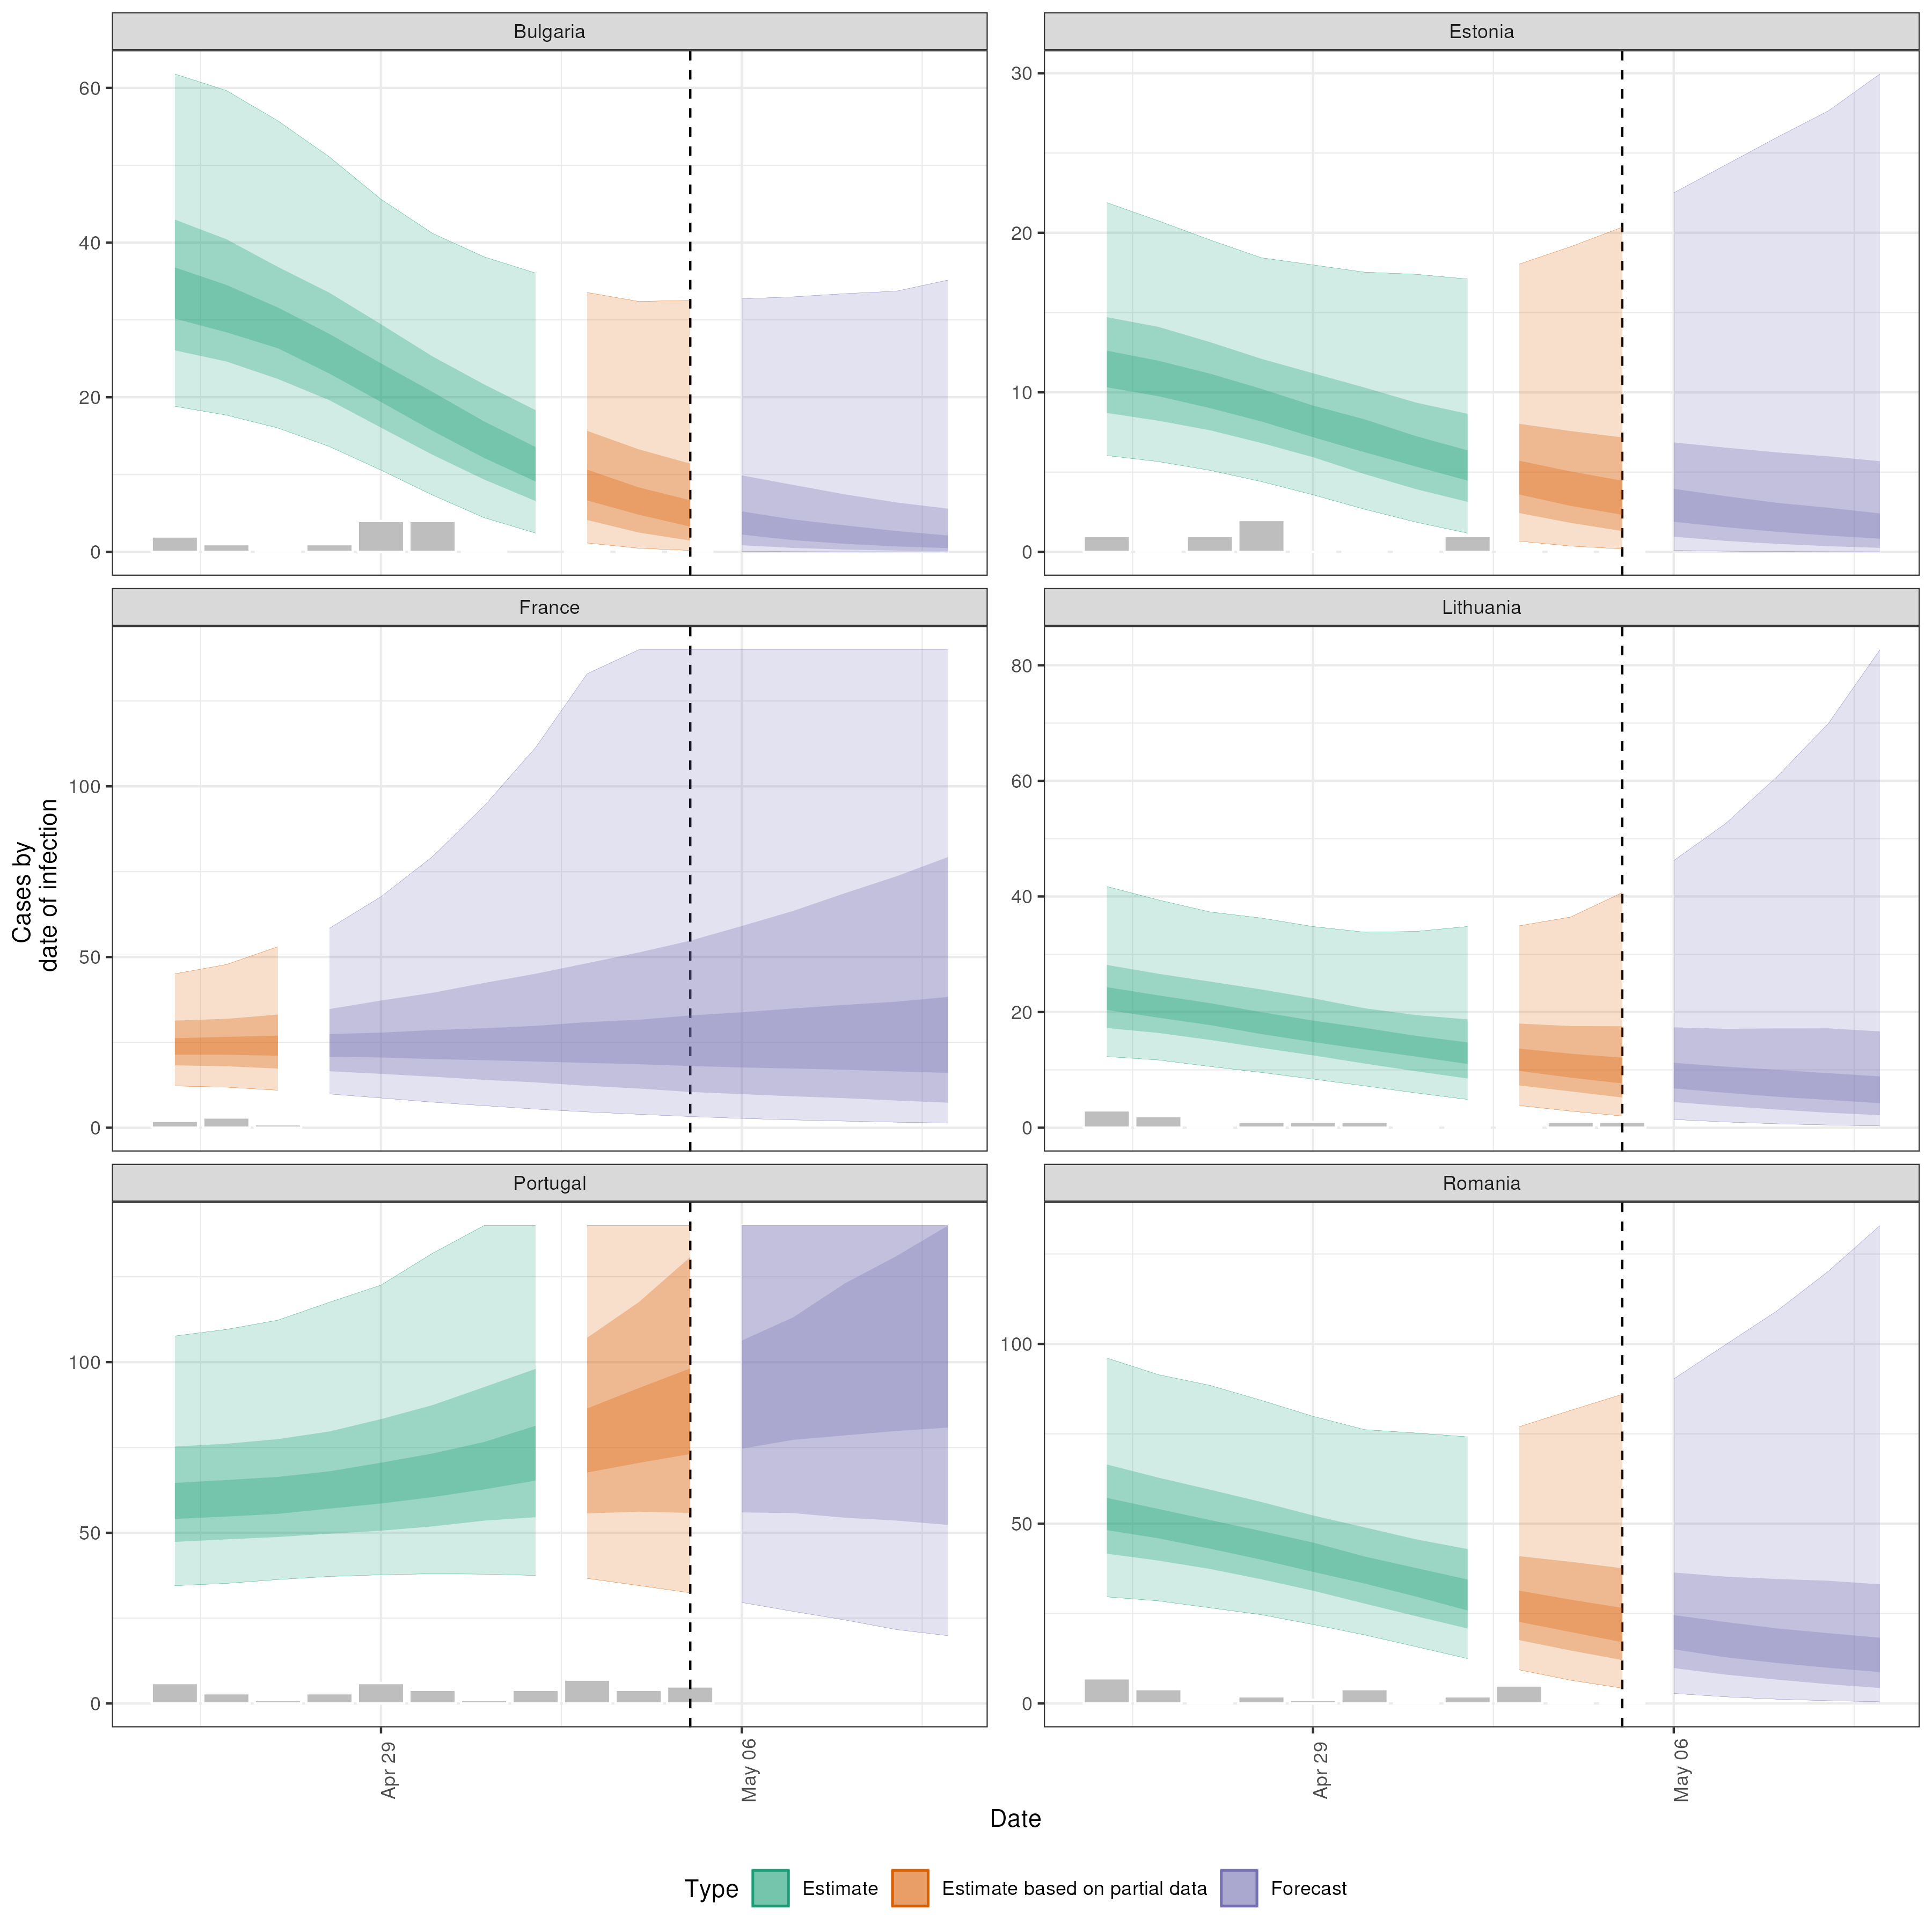 Bulgaria
Estonia
60
40
20
0
30
20
10
0
France
Lithuania
100
50
0
80
60
40
20
0
Cases by
date of infection
Portugal
Romania
100
50
0
100
50
0
Apr 29
May 06
Apr 29
May 06
Date
Type Estimate Estimate based on partial data Forecast